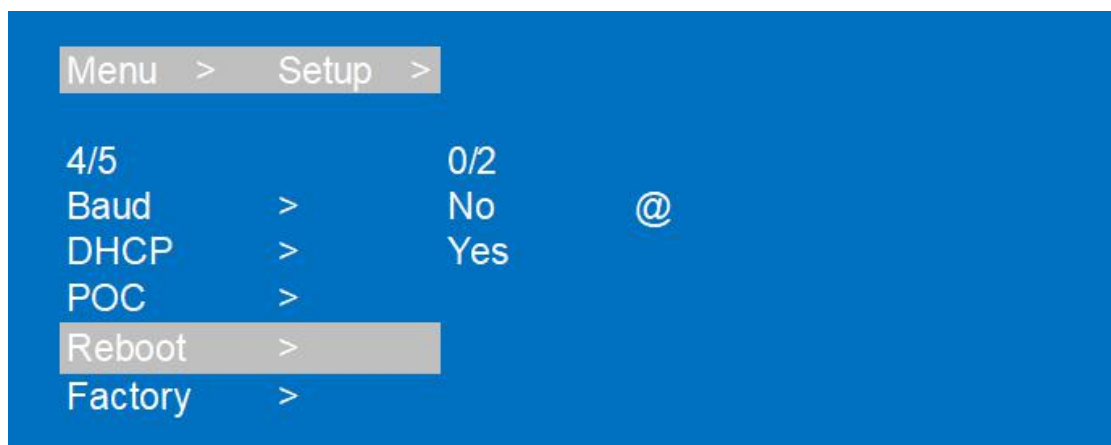 Menu > Setup >
4/5 0/2
Baud > No @
DHCP > Yes
POC >
Reboot >
Factory >